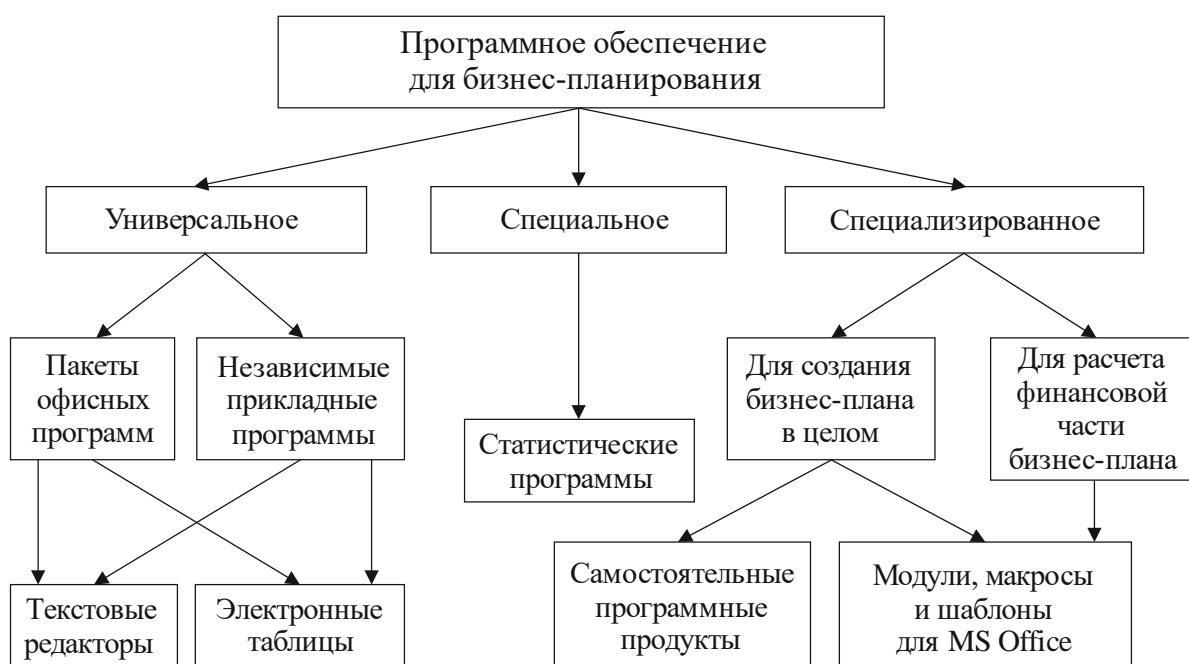 Программное обеспечение
для бизнес-планирования
Универсальное
Специальное
Специализированное
Пакеты
офисных
программ
Независимые
прикладные
программы
Статистические
программы
Для создания
бизнес-плана
в целом
Для расчета
финансовой
части
бизнес-плана
Текстовые
редакторы
Электронные
таблицы
Самостоятельные
программные
продукты
Модули, макросы
и шаблоны
для MS Office